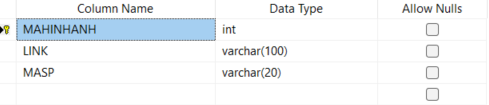 Column Name Data Type Allow Nulls
MAHINHANH int
LINK varchar(100)
MASP varchar(20)